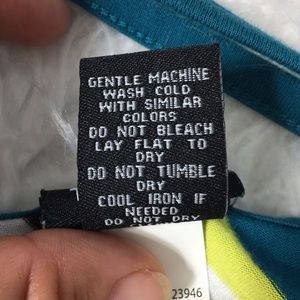 GENTLE MACHINE
WASH COLD
WITH SIMILAR
COLORS
DO NOT BLEACH
LAY FLAT TO
DRY
DO NOT TUMBLE
DRY
COOL IRON IF
NEEDED
DO NOT DRY
23946